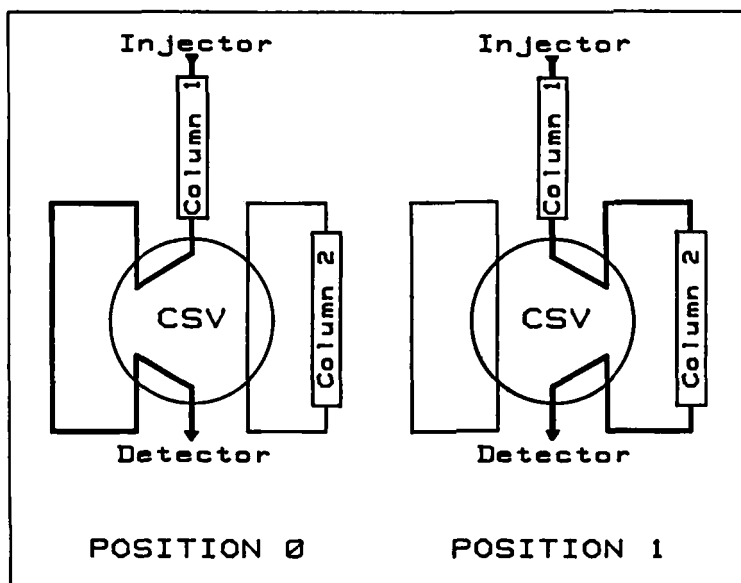 Injector
Column 1
CSV
Column 2
Detector
POSITION 0
Injector
Column 1
CSV
Column 2
Detector
POSITION 1